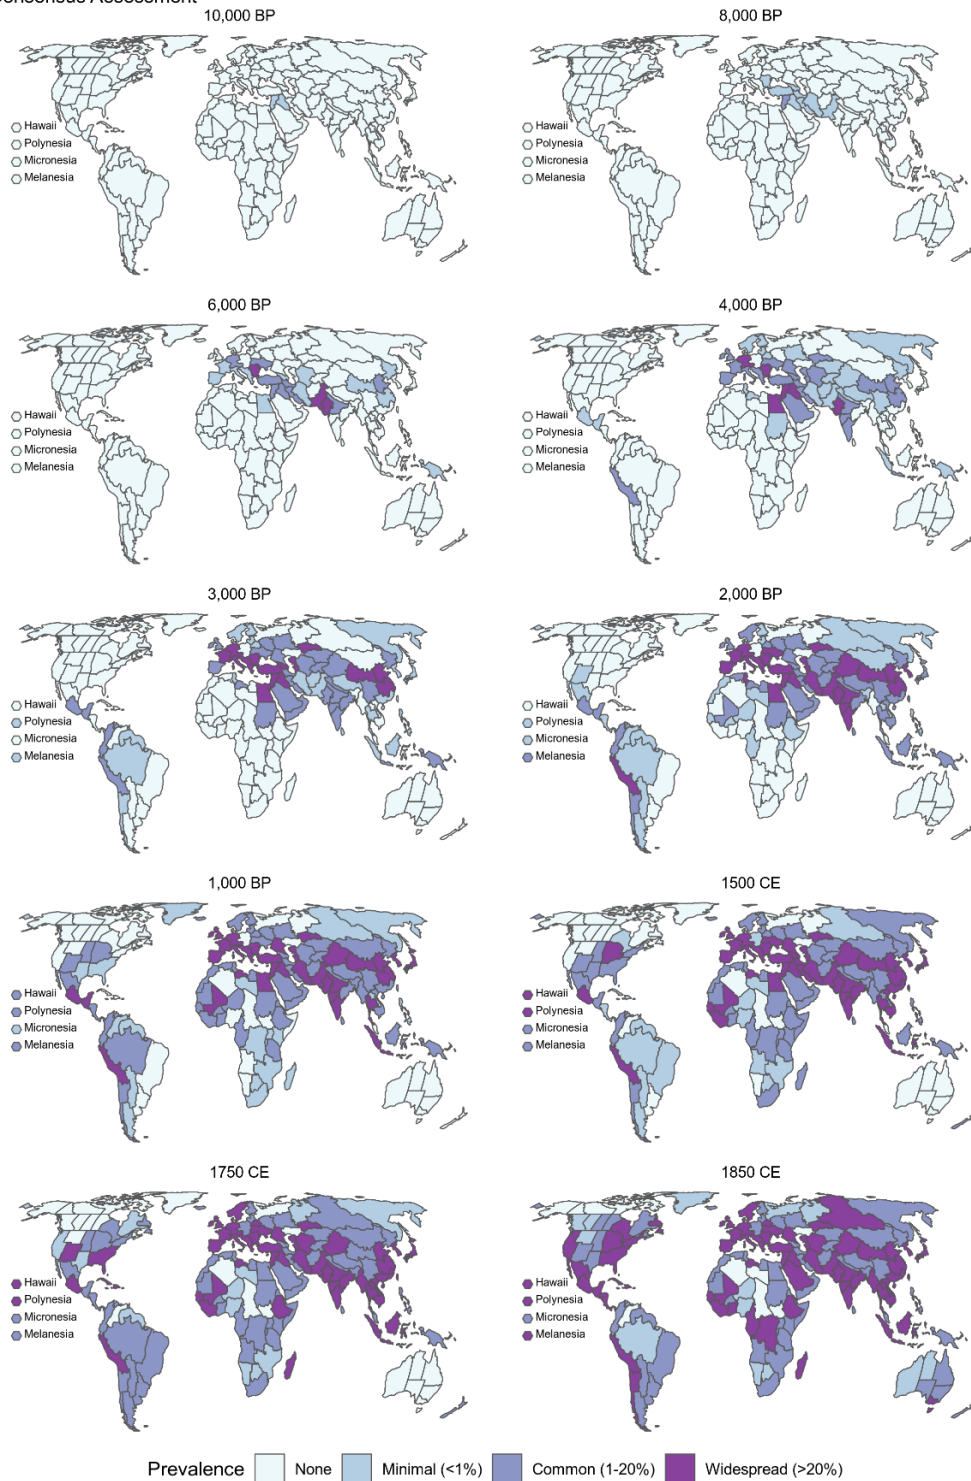 Consensus Assessment
10,000 BP
8,000 BP
Hawaii
Polynesia
Micronesia
Melanesia
Hawaii
Polynesia
Micronesia
Melanesia
6,000 BP
4,000 BP
Hawaii
Polynesia
Micronesia
Melanesia
Hawaii
Polynesia
Micronesia
Melanesia
3,000 BP
2,000 BP
Hawaii
Polynesia
Micronesia
Melanesia
Hawaii
Polynesia
Micronesia
Melanesia
1,000 BP
1500 CE
Hawaii
Polynesia
Micronesia
Melanesia
Hawaii
Polynesia
Micronesia
Melanesia
1750 CE
1850 CE
Hawaii
Polynesia
Micronesia
Melanesia
Hawaii
Polynesia
Micronesia
Melanesia
Prevalence None Minimal (<1%) Common (1-20%) Widespread (>20%)